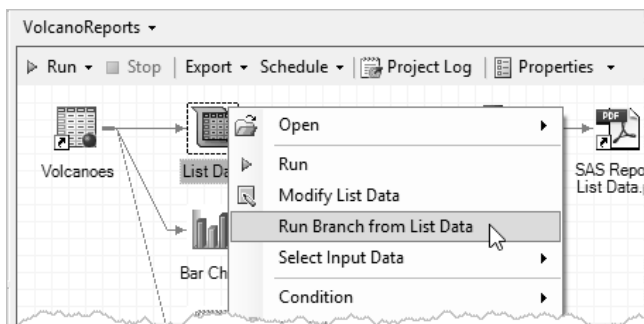 VolcanoReports
Run Stop Export Schedule Project Log Properties
Open
PDF
Volcanoes
List Da
Run
SAS Repo
List Data.
Modify List Data
Run Branch from List Data
Select Input Data
Bar Ch
Condition